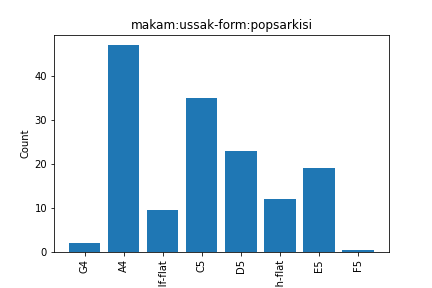 makam:ussak-form:popsarkisi
Count
40
30
20
10
0
G4
A4
lf-flat
C5
D5
h-flat
E5
F5